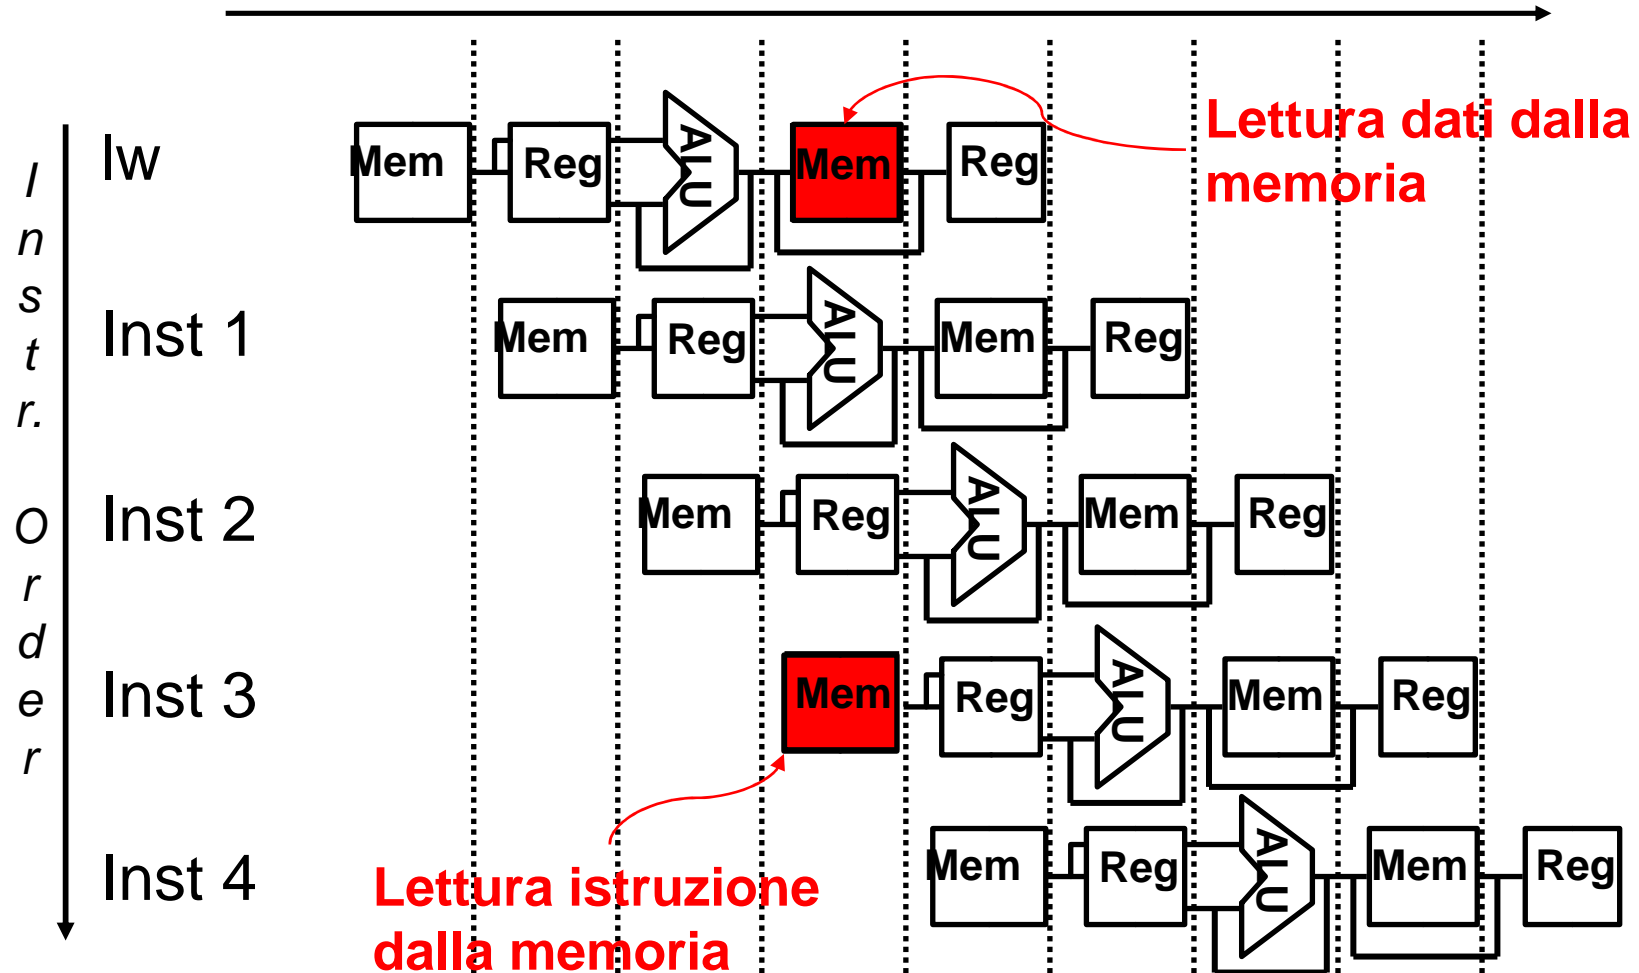 Instr. Order
lw
Mem Reg ALU Mem Reg
Lettura dati dalla
memoria
Inst 1
Mem Reg ALU Mem Reg
Inst 2
Mem Reg ALU Mem Reg
Inst 3
Mem Reg ALU Mem Reg
Inst 4
Mem Reg ALU Mem Reg
Lettura istruzione
dalla memoria